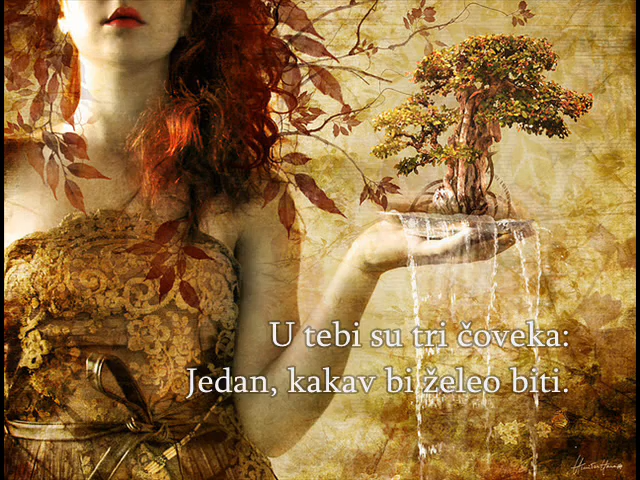 U tebi su tri čoveka:
Jedan, kakav bi želeo biti.